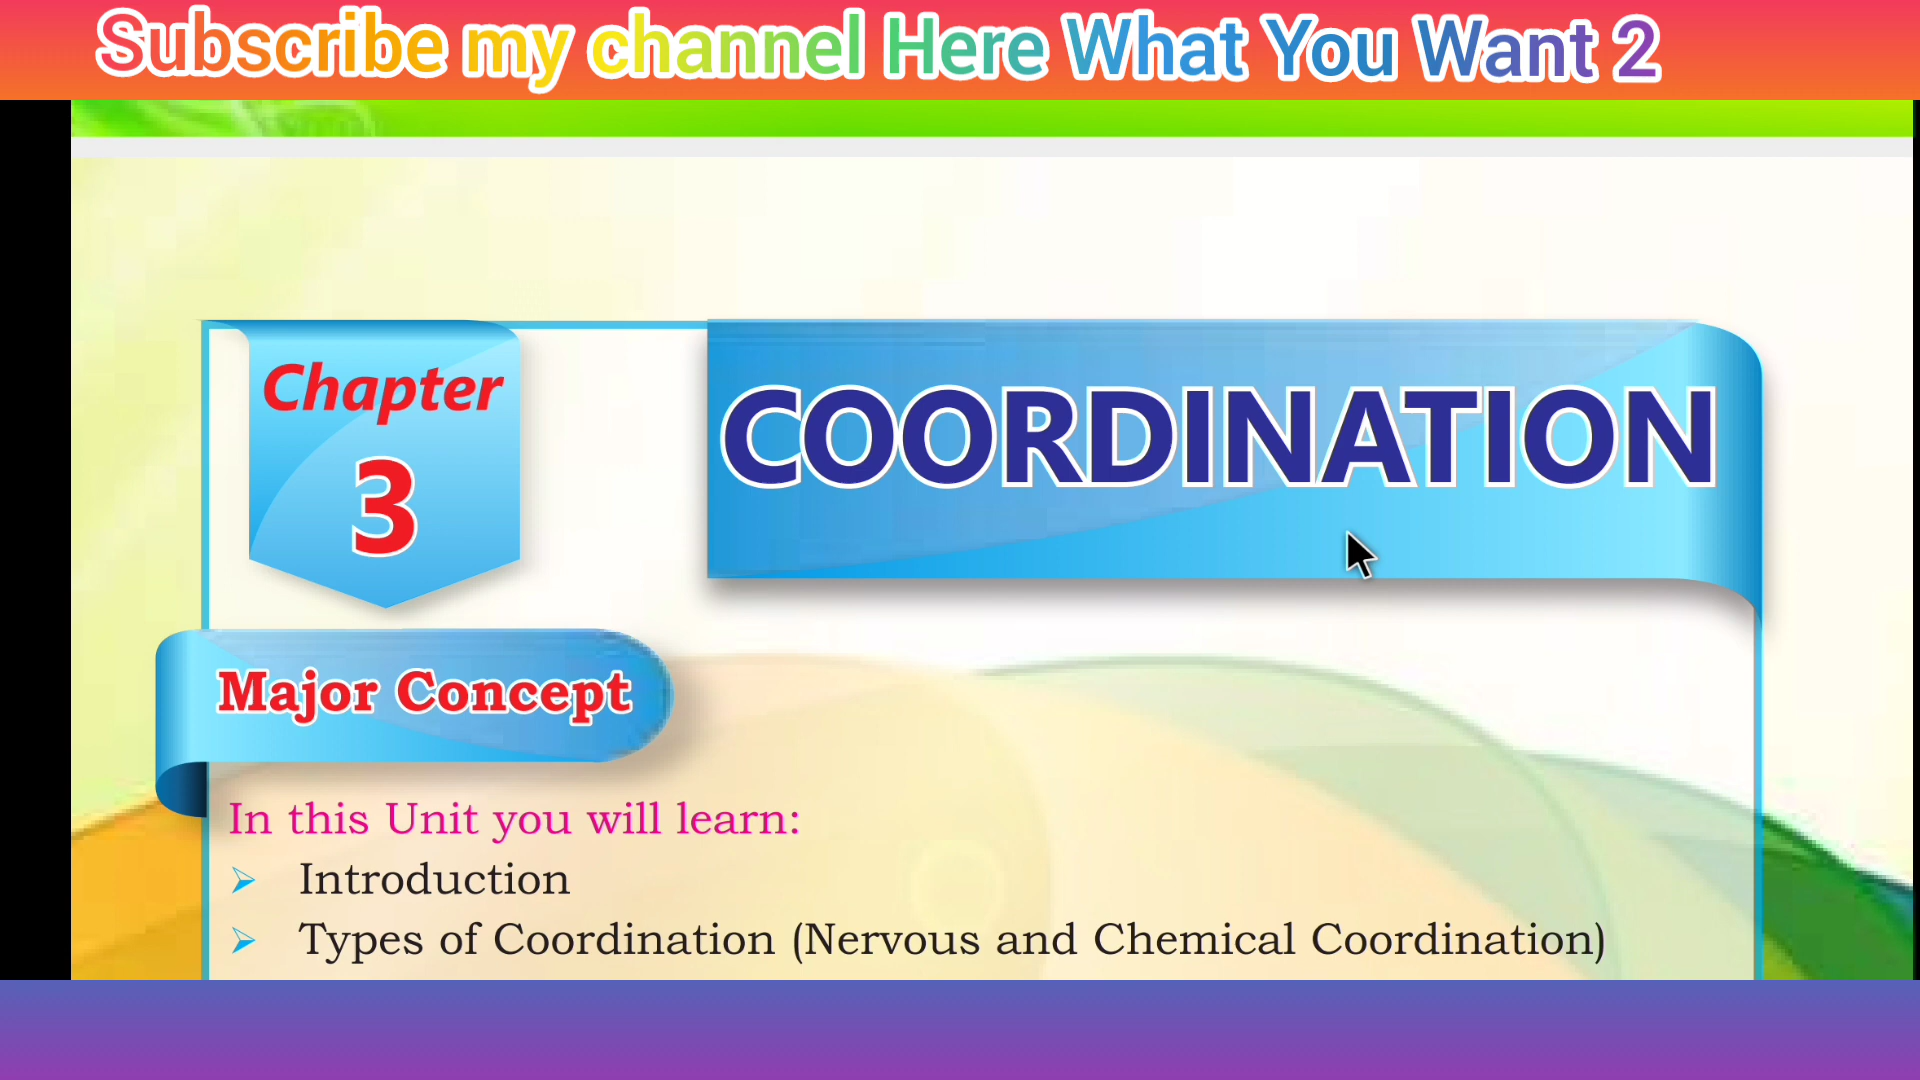 Subscribe my channel Here What You Want 2
Chapter
3
COORDINATION
Major Concept
In this Unit you will learn:
➢ Introduction
➢ Types of Coordination (Nervous and Chemical Coordination)